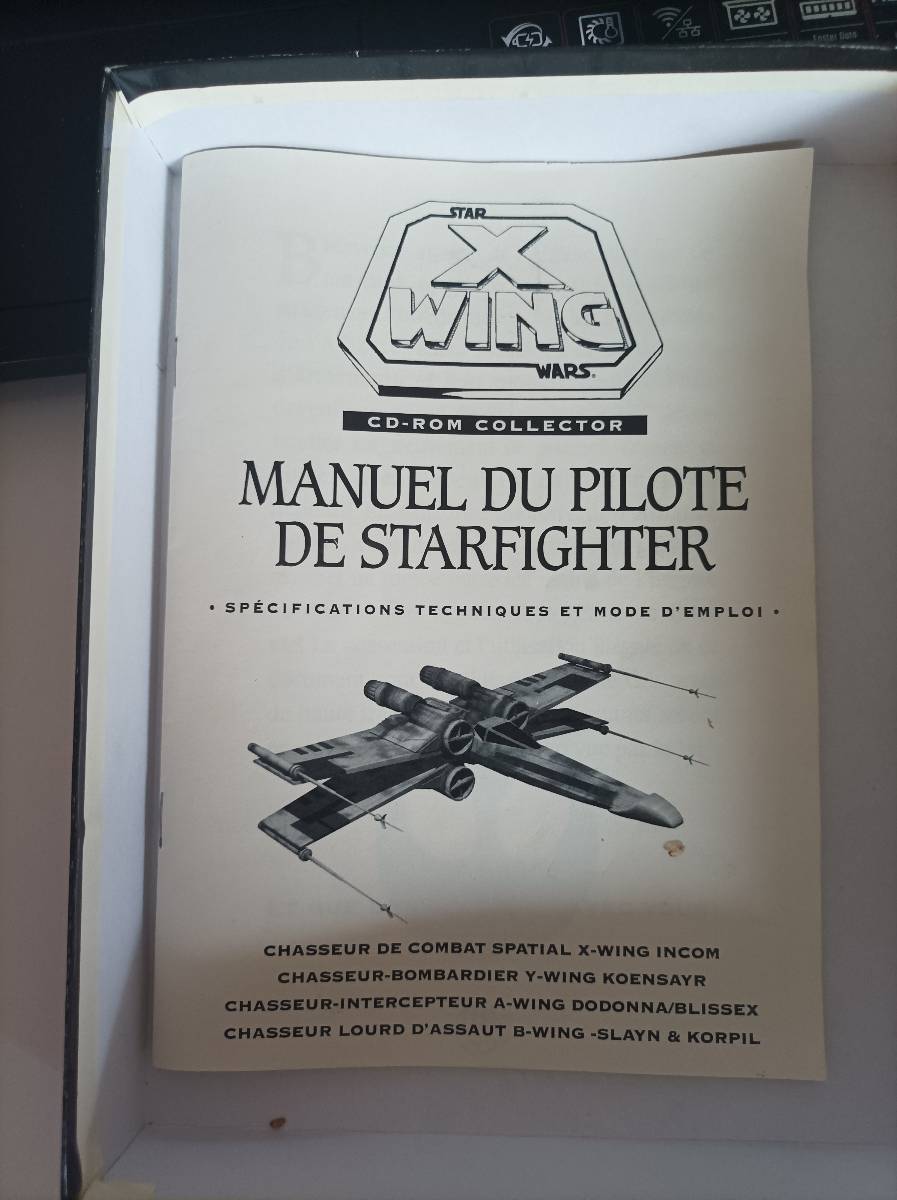 STAR
X
WING
WARS®
CD-ROM COLLECTOR
MANUEL DU PILOTE
DE STARFIGHTER
• SPÉCIFICATIONS TECHNIQUES ET MODE D'EMPLOI •
CHASSEUR DE COMBAT SPATIAL X-WING INCOM
CHASSEUR-BOMBARDIER Y-WING KOENSAYR
CHASSEUR-INTERCEPTEUR A-WING DODONNA/BLISSEX
CHASSEUR LOURD D'ASSAUT B-WING -SLAYN & KORPIL